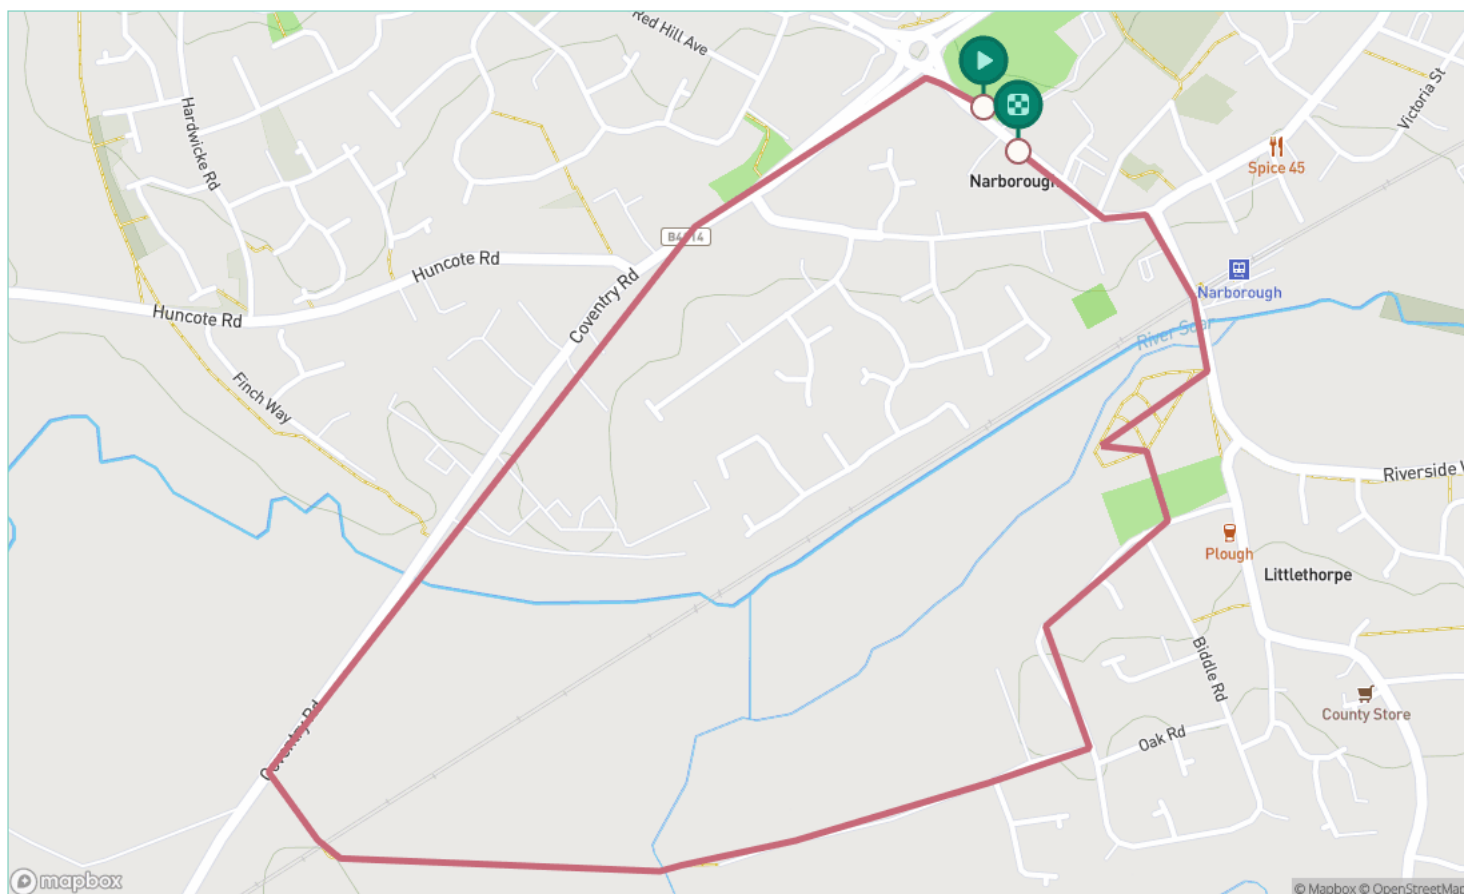 Red Hill Ave
Victoria St
Hardwicke Rd
Spice 45
Narborough
B4114
Huncote Rd
Huncote Rd
Coventry Rd
Narborough
River Soar
Finch Way
Riverside
Plough
Littlethorpe
Biddle Rd
Coventry Rd
County Store
Oak Rd
mapbox
© Mapbox © OpenStreetMap